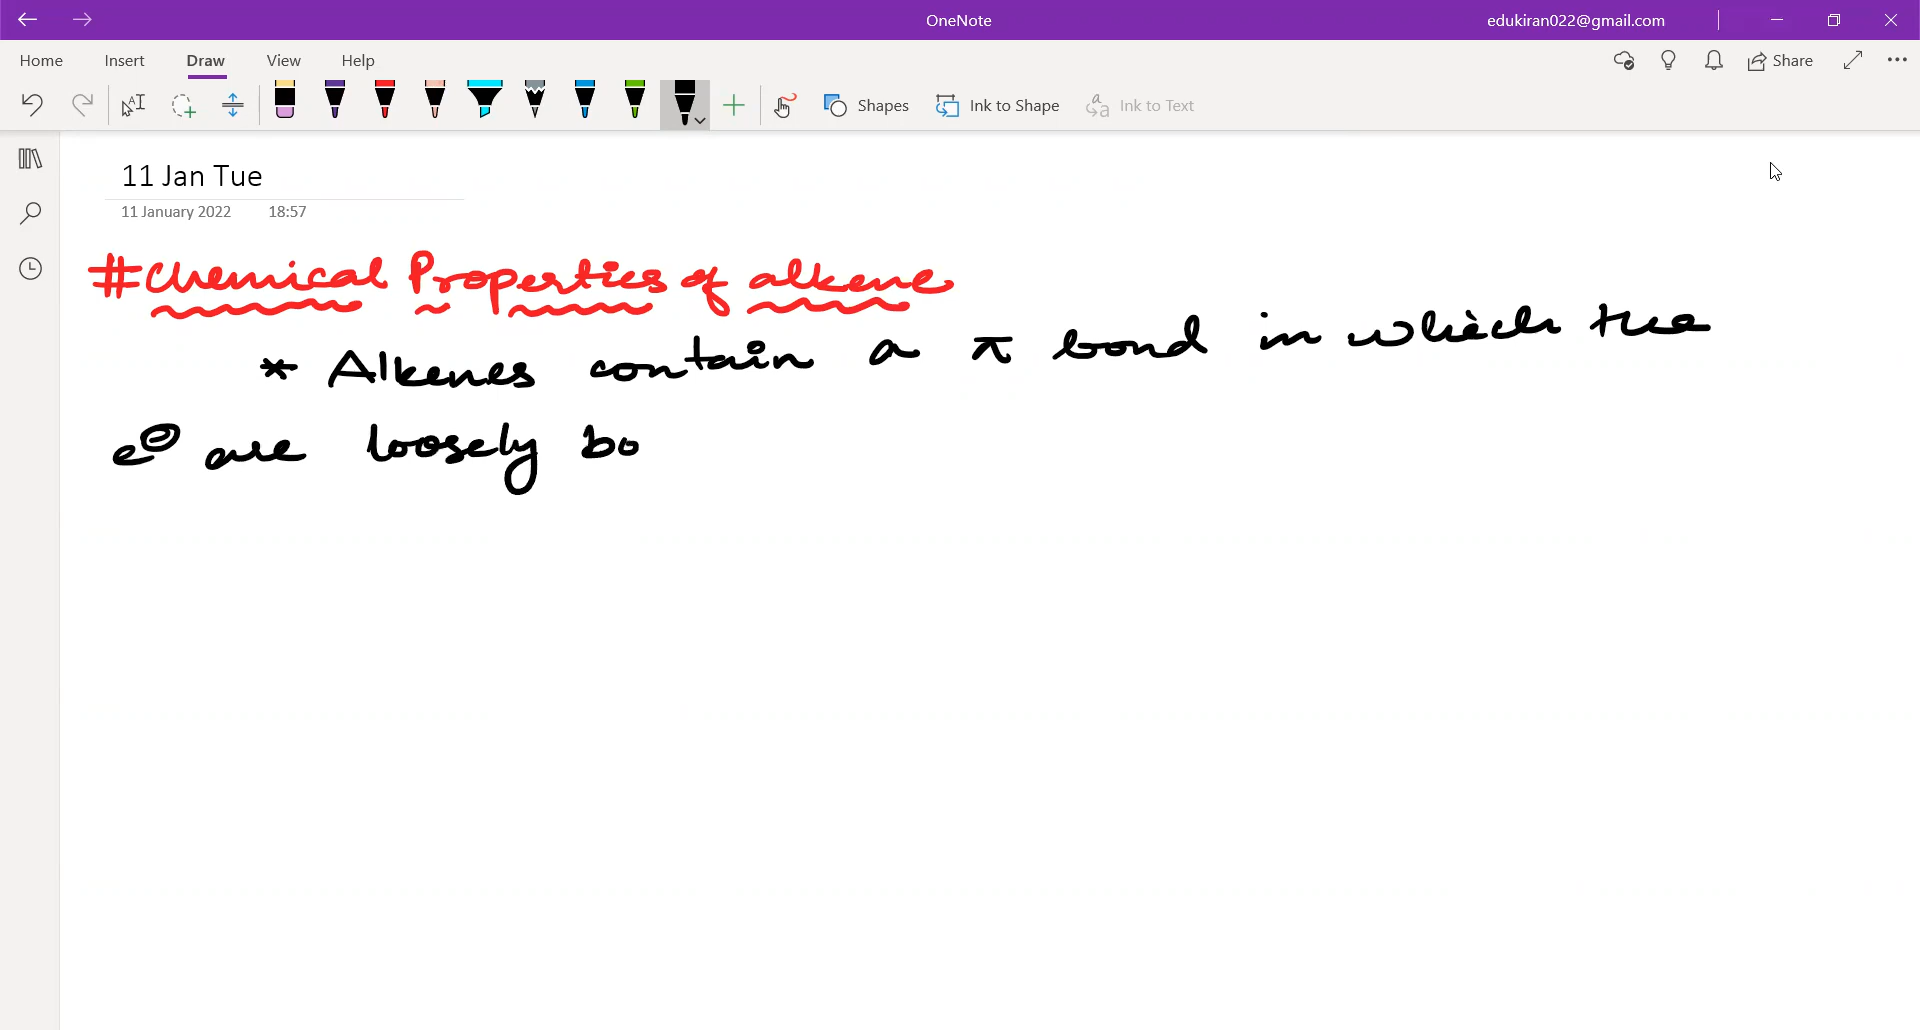 OneNote
edukiran022@gmail.com
Home Insert Draw View Help
Share
Shapes Ink to Shape Ink to Text
11 Jan Tue
11 January 2022 18:57
#Chemical Properties of alkene
* Alkenes contain a π bond in which the
e⊖ are loosely bo